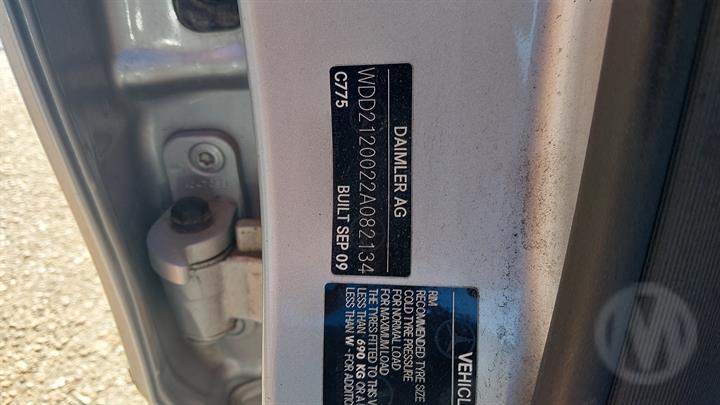 DAIMLER AG
WDD2120022A082134
C775 BUILT SEP 09
VEHICL
RIM
RECOMMENDED TYRE SIZE
COLD TYRE PRESSURE
FOR NORMAL LOAD
FOR MAXIMUM LOAD
THE TYRES FITTED TO THIS V
LESS THAN 690 KG OR A
LESS THAN W - FOR ADDITIO
M